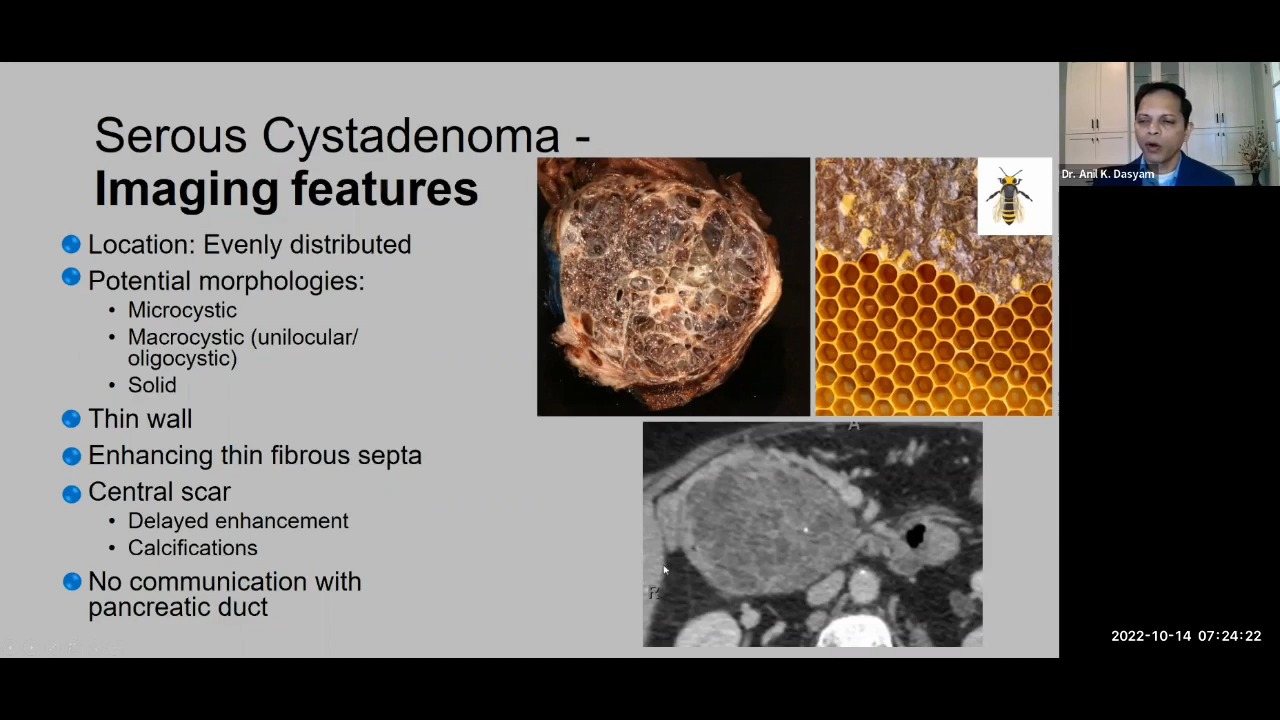 Serous Cystadenoma -
Imaging features
Location: Evenly distributed
Potential morphologies:
Microcystic
Macrocystic (unilocular/
oligocystic)
Solid
Thin wall
Enhancing thin fibrous septa
Central scar
Delayed enhancement
Calcifications
No communication with
pancreatic duct
A
R
Dr. Anil K. Dasyam
2022-10-14 07:24:22